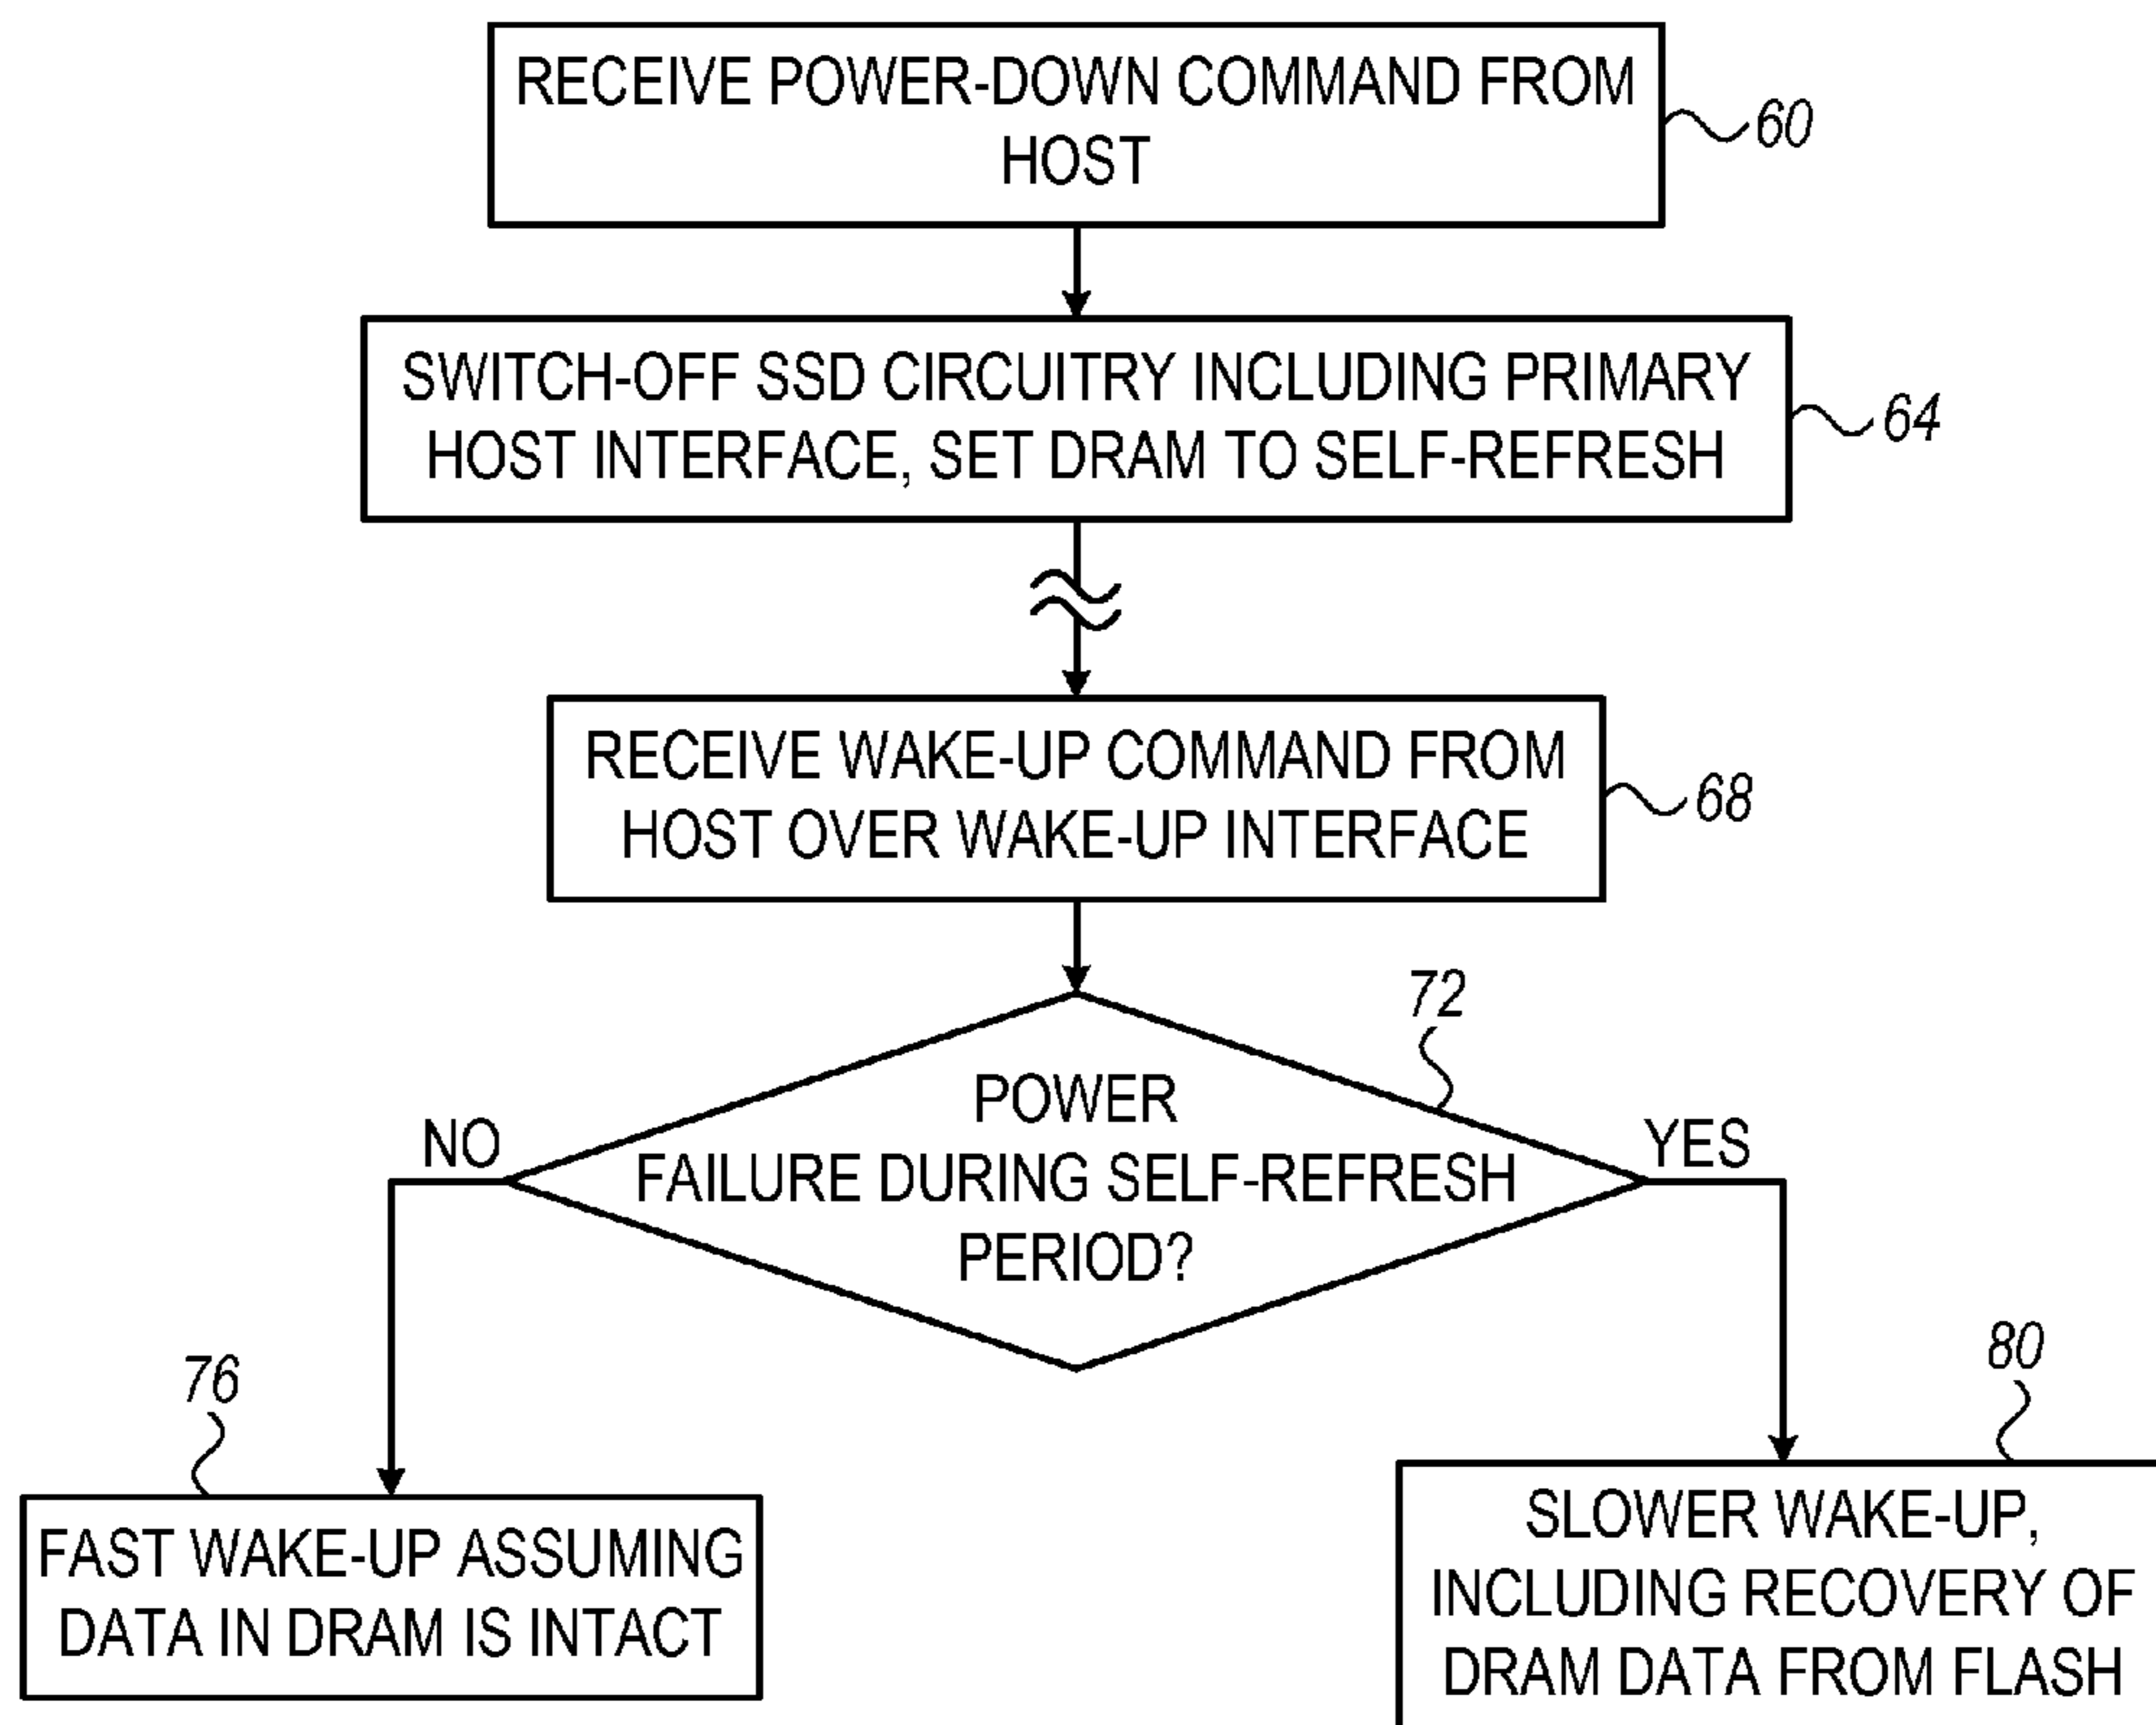 RECEIVE POWER-DOWN COMMAND FROM
HOST
60
SWITCH-OFF SSD CIRCUITRY INCLUDING PRIMARY
HOST INTERFACE, SET DRAM TO SELF-REFRESH
64
RECEIVE WAKE-UP COMMAND FROM
HOST OVER WAKE-UP INTERFACE
68
72
POWER
FAILURE DURING SELF-REFRESH
PERIOD?
NO
YES
76
FAST WAKE-UP ASSUMING
DATA IN DRAM IS INTACT
80
SLOWER WAKE-UP,
INCLUDING RECOVERY OF
DRAM DATA FROM FLASH